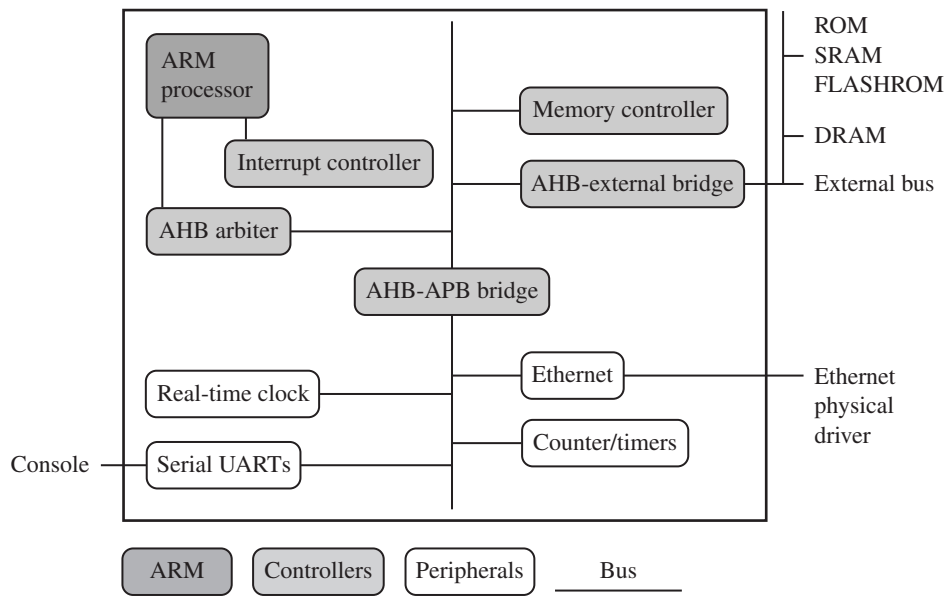 ARM
processor
Interrupt controller
AHB arbiter
Memory controller
AHB-external bridge
ROM
SRAM
FLASHROM
DRAM
External bus
AHB-APB bridge
Real-time clock
Ethernet
Ethernet
physical
driver
Counter/timers
Console
Serial UARTs
ARM
Controllers
Peripherals
Bus